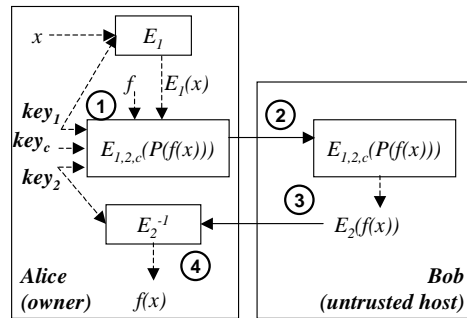 x
E₁
f
E₁(x)
1
key₁
keyc
key₂
E₁,₂,c(P(f(x)))
2
E₁,₂,c(P(f(x)))
3
E₂⁻¹
E₂(f(x))
4
Alice
(owner)
f(x)
Bob
(untrusted host)